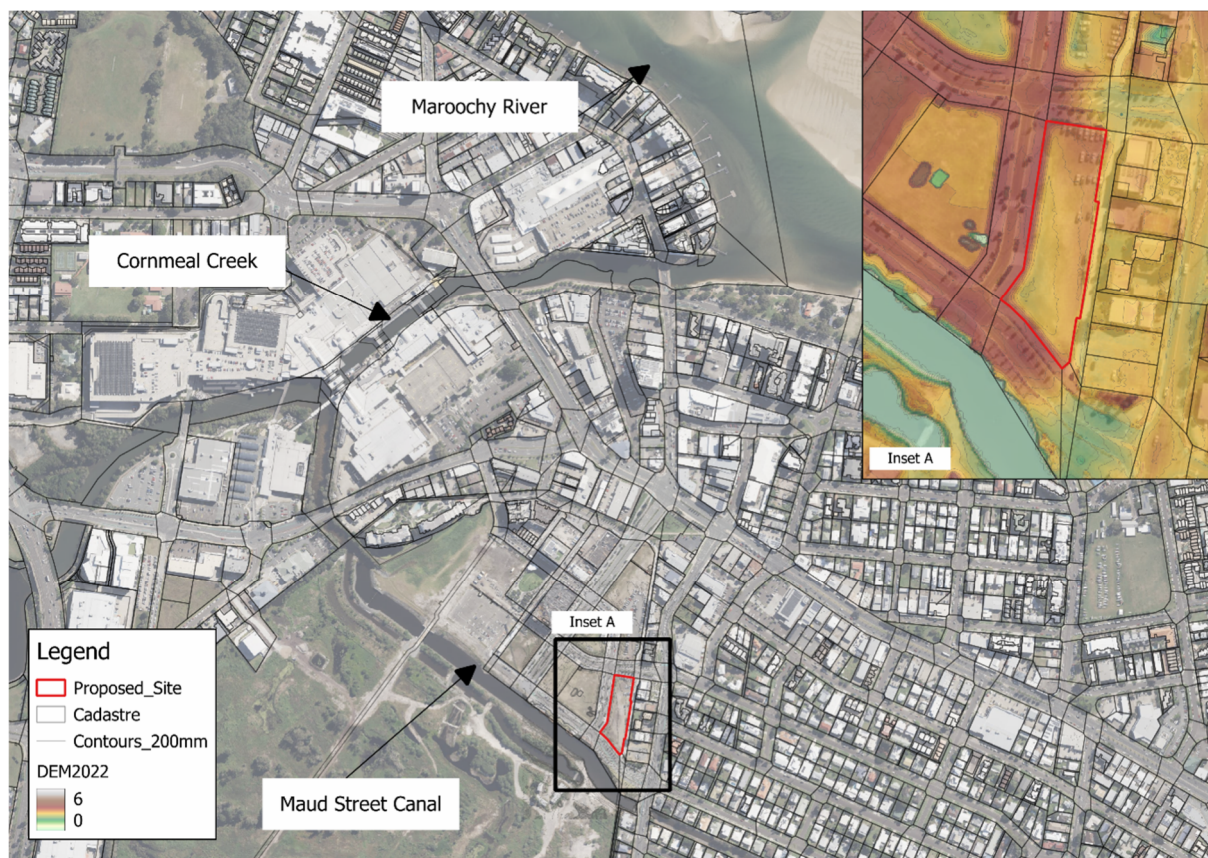 Maroochy River
Cornmeal Creek
Inset A
Inset A
Legend
Proposed_Site
Cadastre
Contours_200mm
DEM2022
6
0
Maud Street Canal